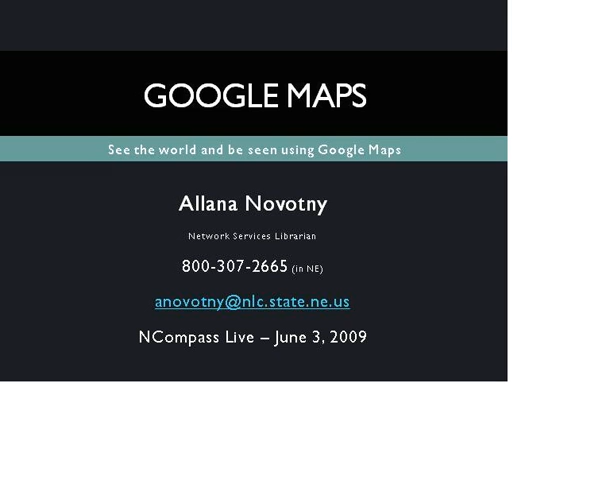 GOOGLE MAPS
See the world and be seen using Google Maps
Allana Novotny
Network Services Librarian
800-307-2665 (in NE)
anovotny@nlc.state.ne.us
NCompass Live – June 3, 2009